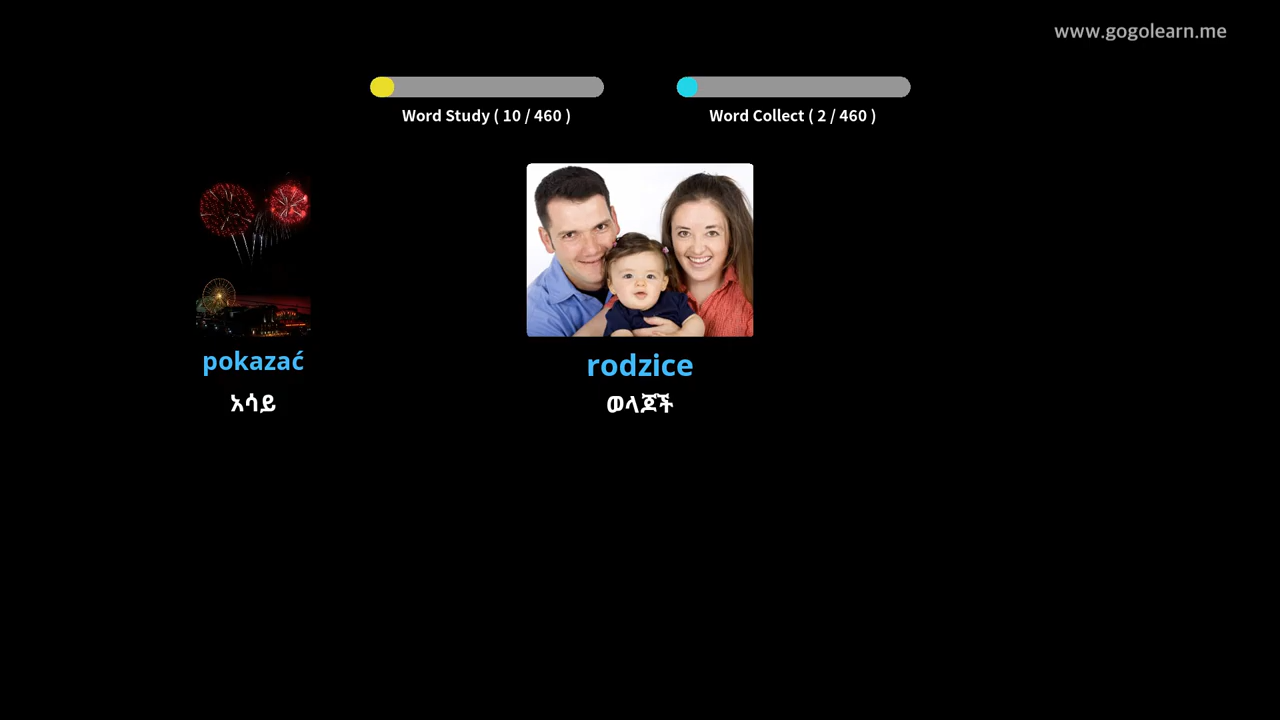 www.gogolearn.me
Word Study ( 10 / 460 )
Word Collect ( 2 / 460 )
pokazać
አሳይ
rodzice
ወላጆች